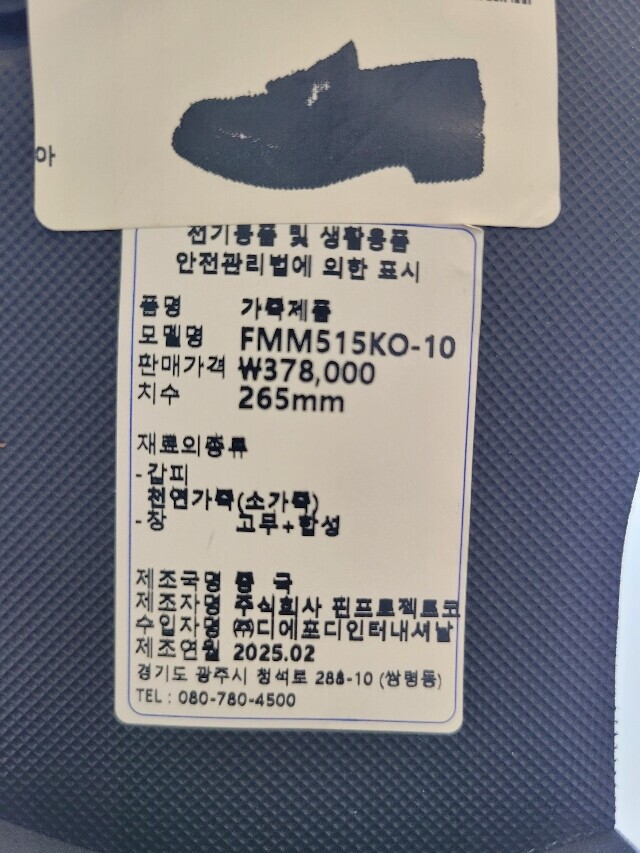 아
전기용품 및 생활용품
안전관리법에 의한 표시
품명 가죽제품
모델명 FMM515KO-10
판매가격 ₩378,000
치수 265mm
재료의종류
-갑피
천연가죽(소가죽)
-창 고무+합성
제조국명 중 국
제조자명 주식회사 핀프로젝트코
수입자명 ㈜디에포디인터내셔날
제조연월 2025.02
경기도 광주시 청석로 288-10 (쌍령동)
TEL : 080-780-4500